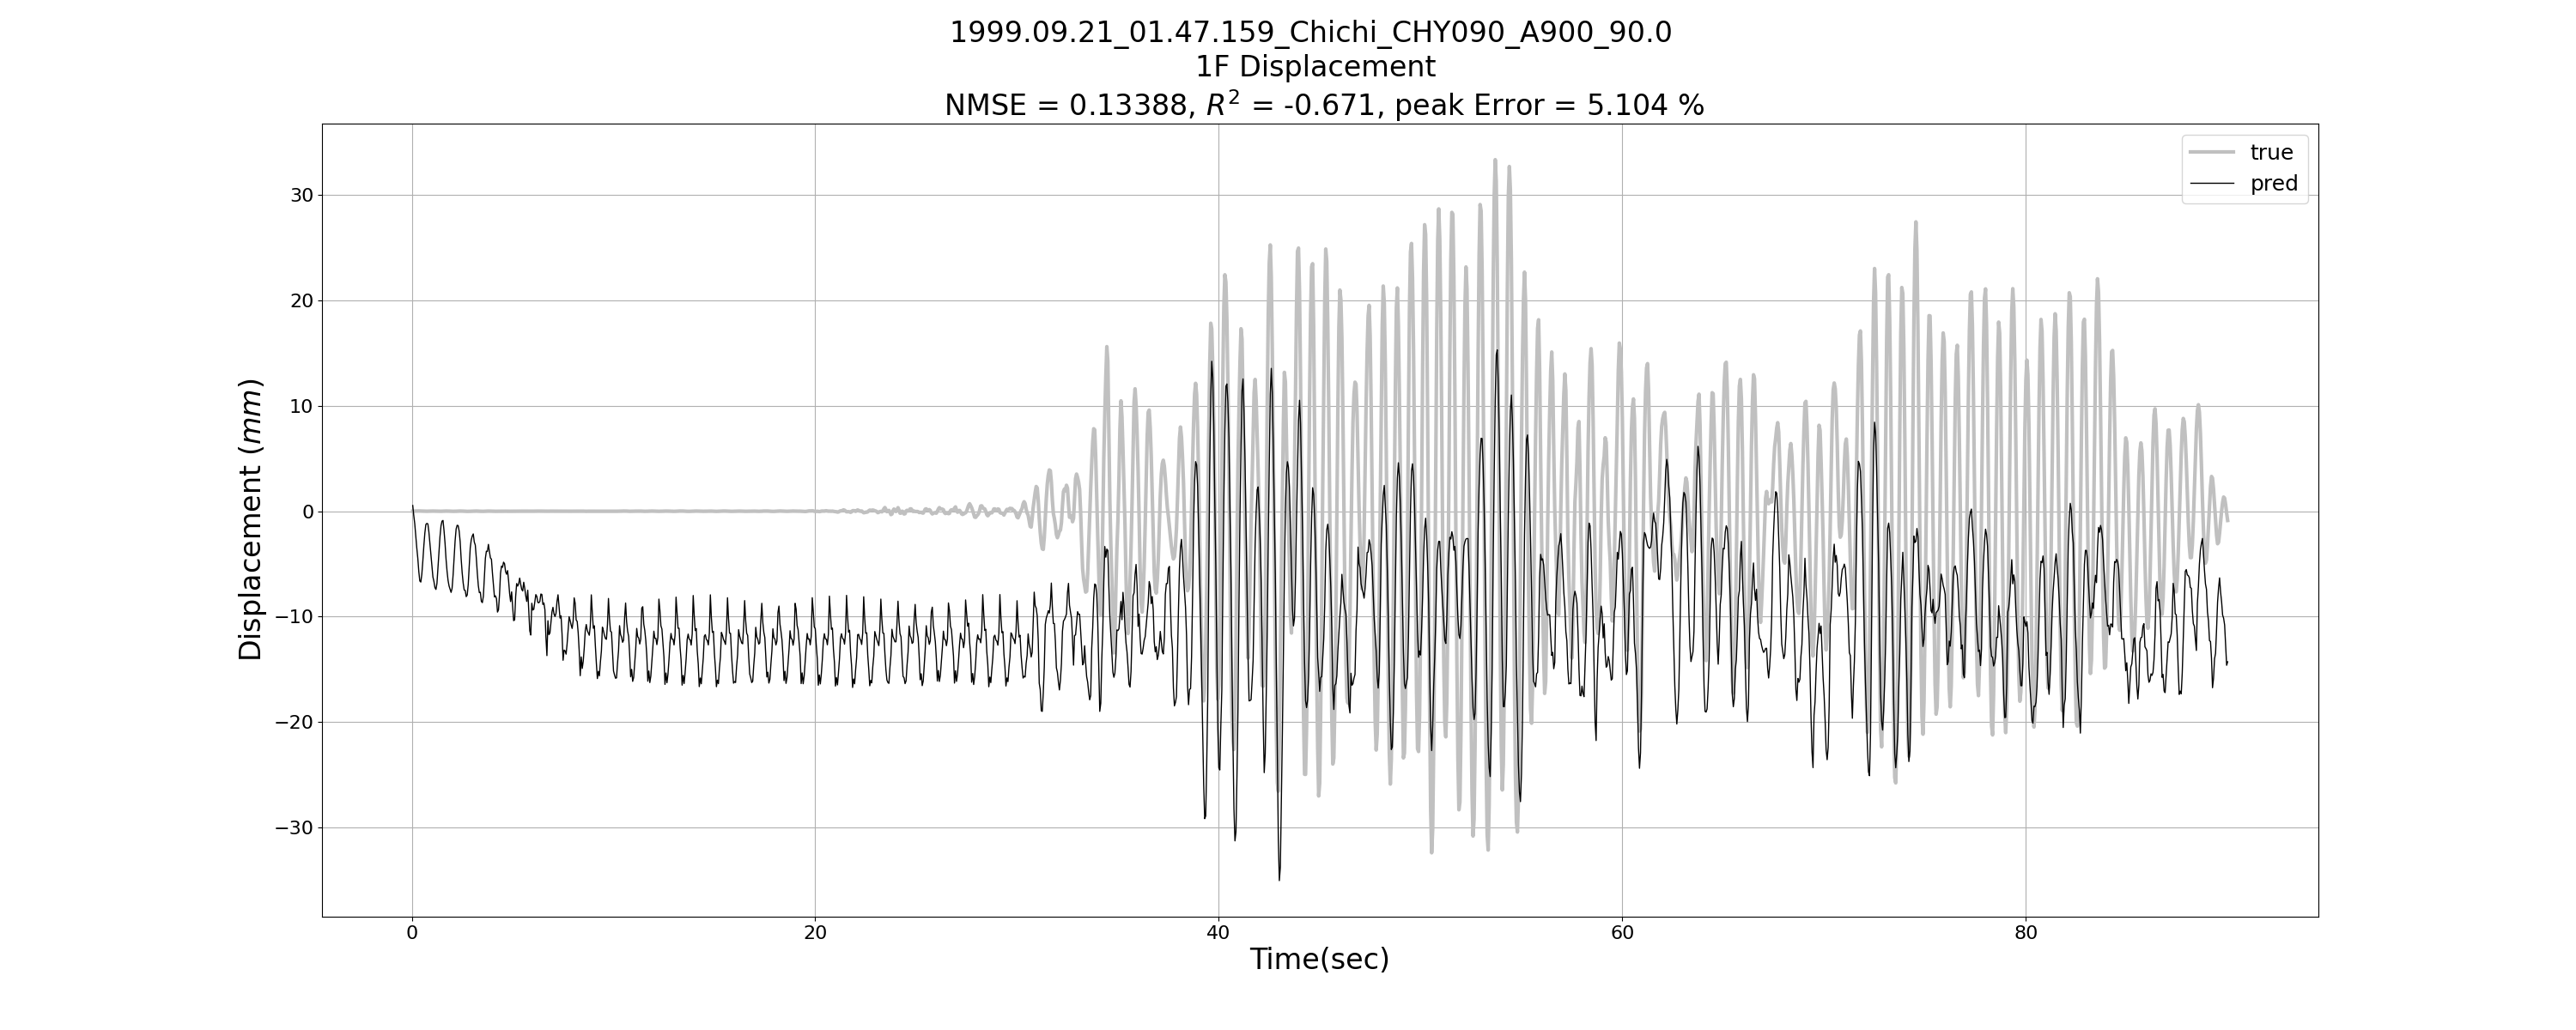 1999.09.21_01.47.159_Chichi_CHY090_A900_90.0
1F Displacement
NMSE = 0.13388, R² = -0.671, peak Error = 5.104 %
true
pred
Displacement (mm)
30
20
10
0
−10
−20
−30
0 20 40 60 80
Time(sec)